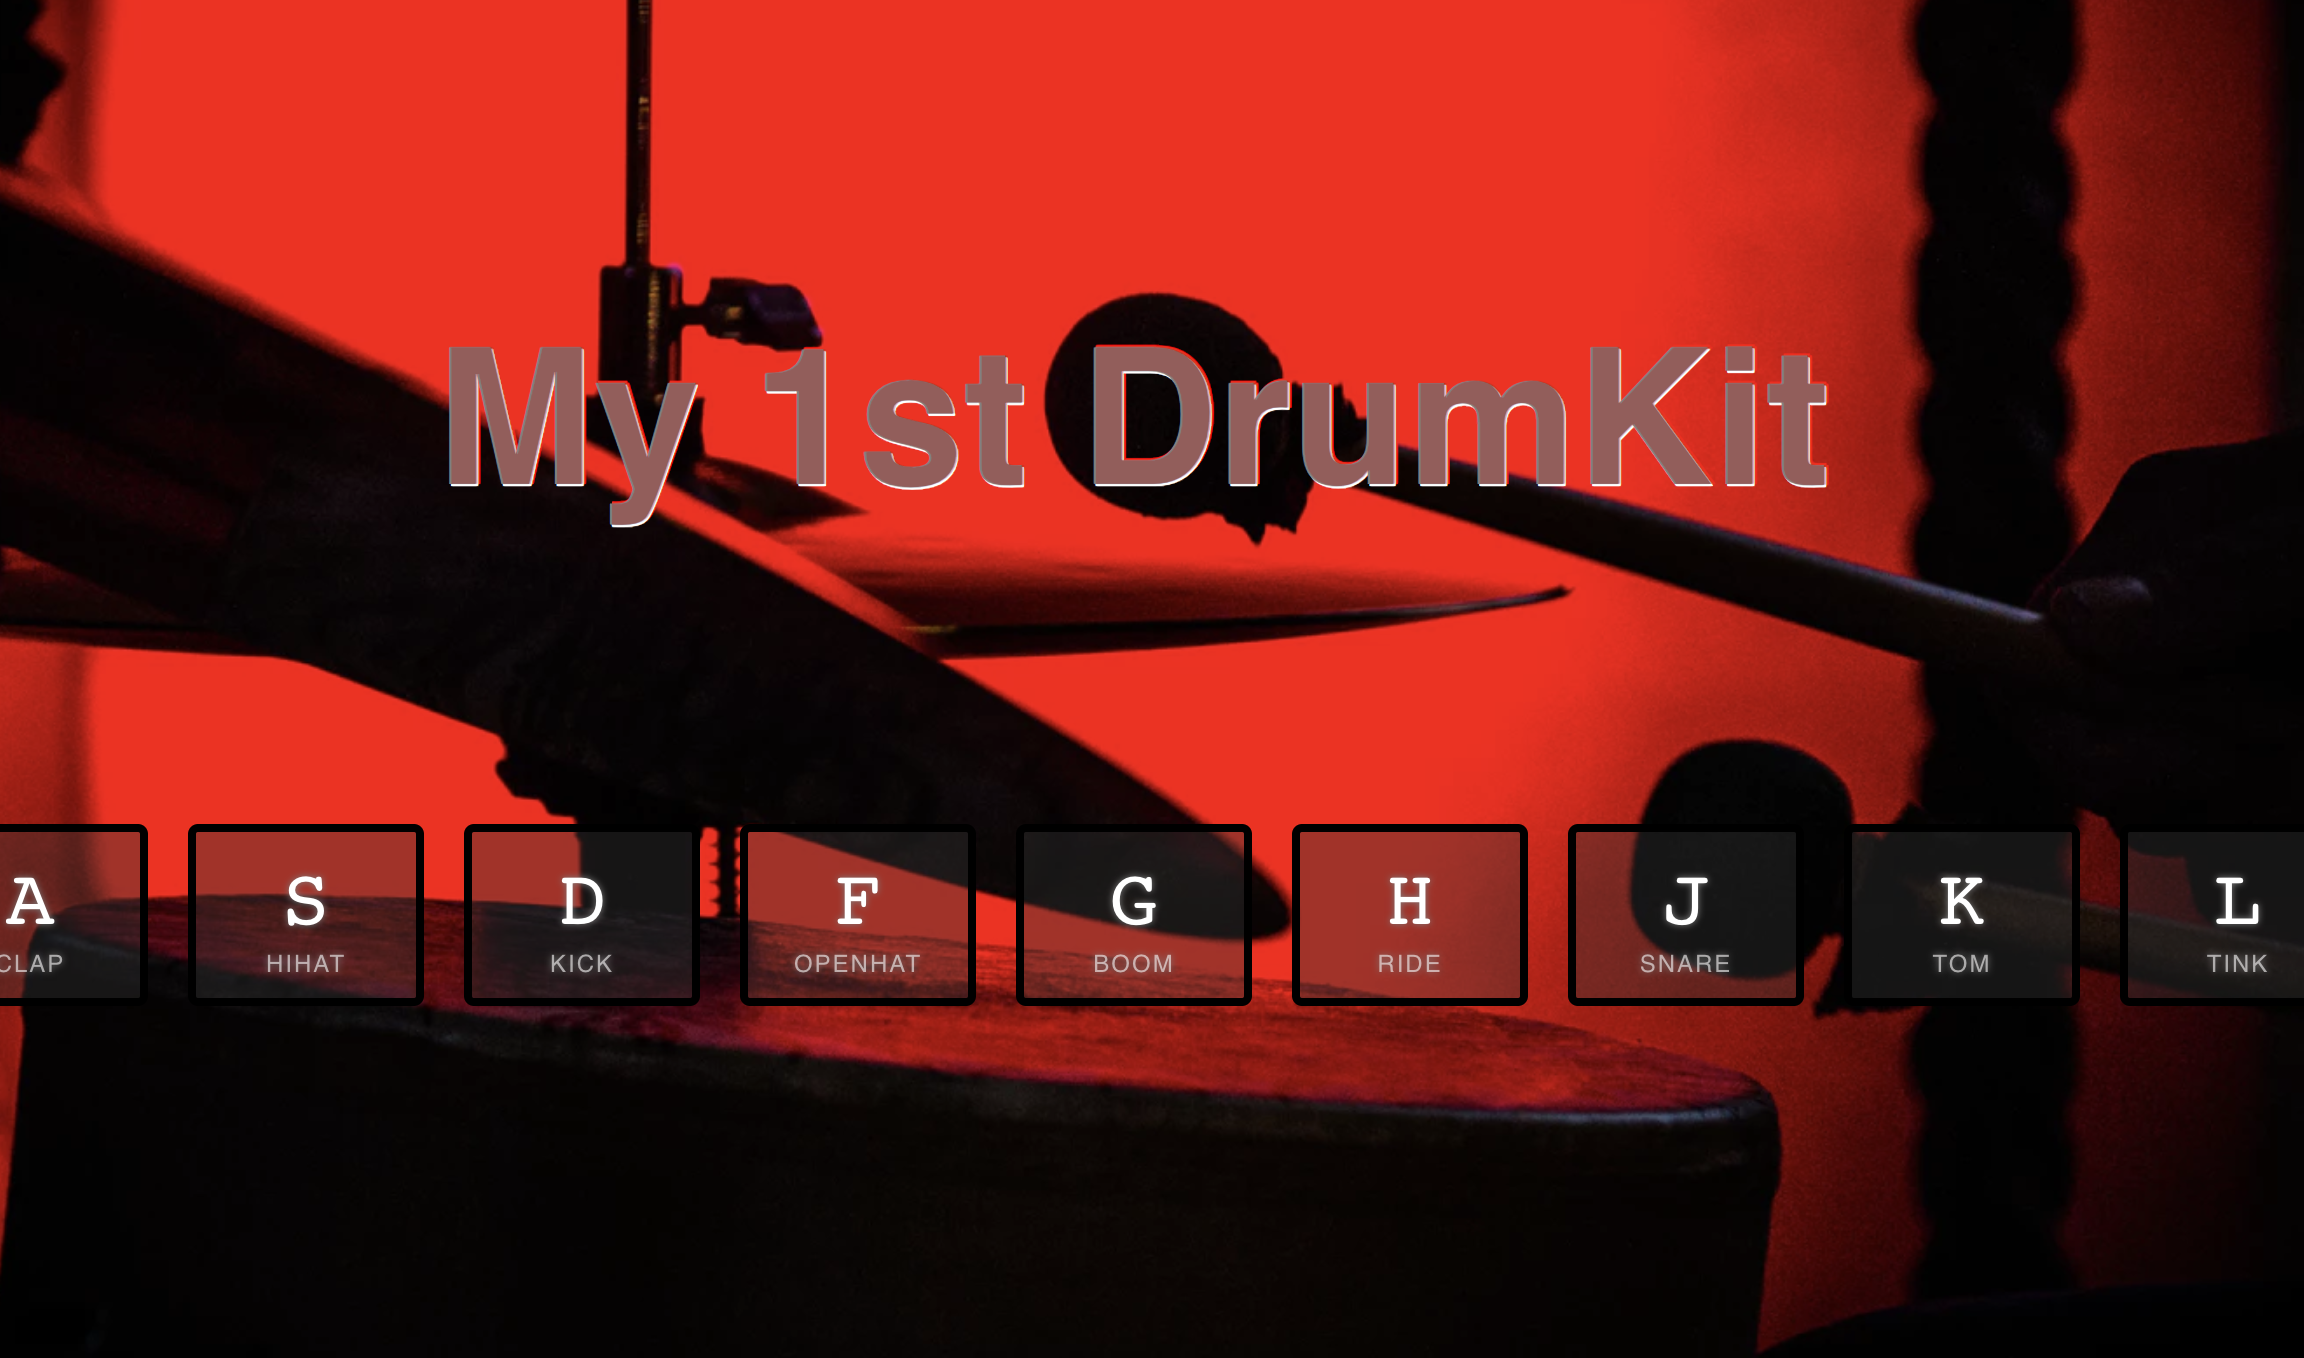 My 1st DrumKit
A S D F G H J K L
CLAP HIHAT KICK OPENHAT BOOM RIDE SNARE TOM TINK